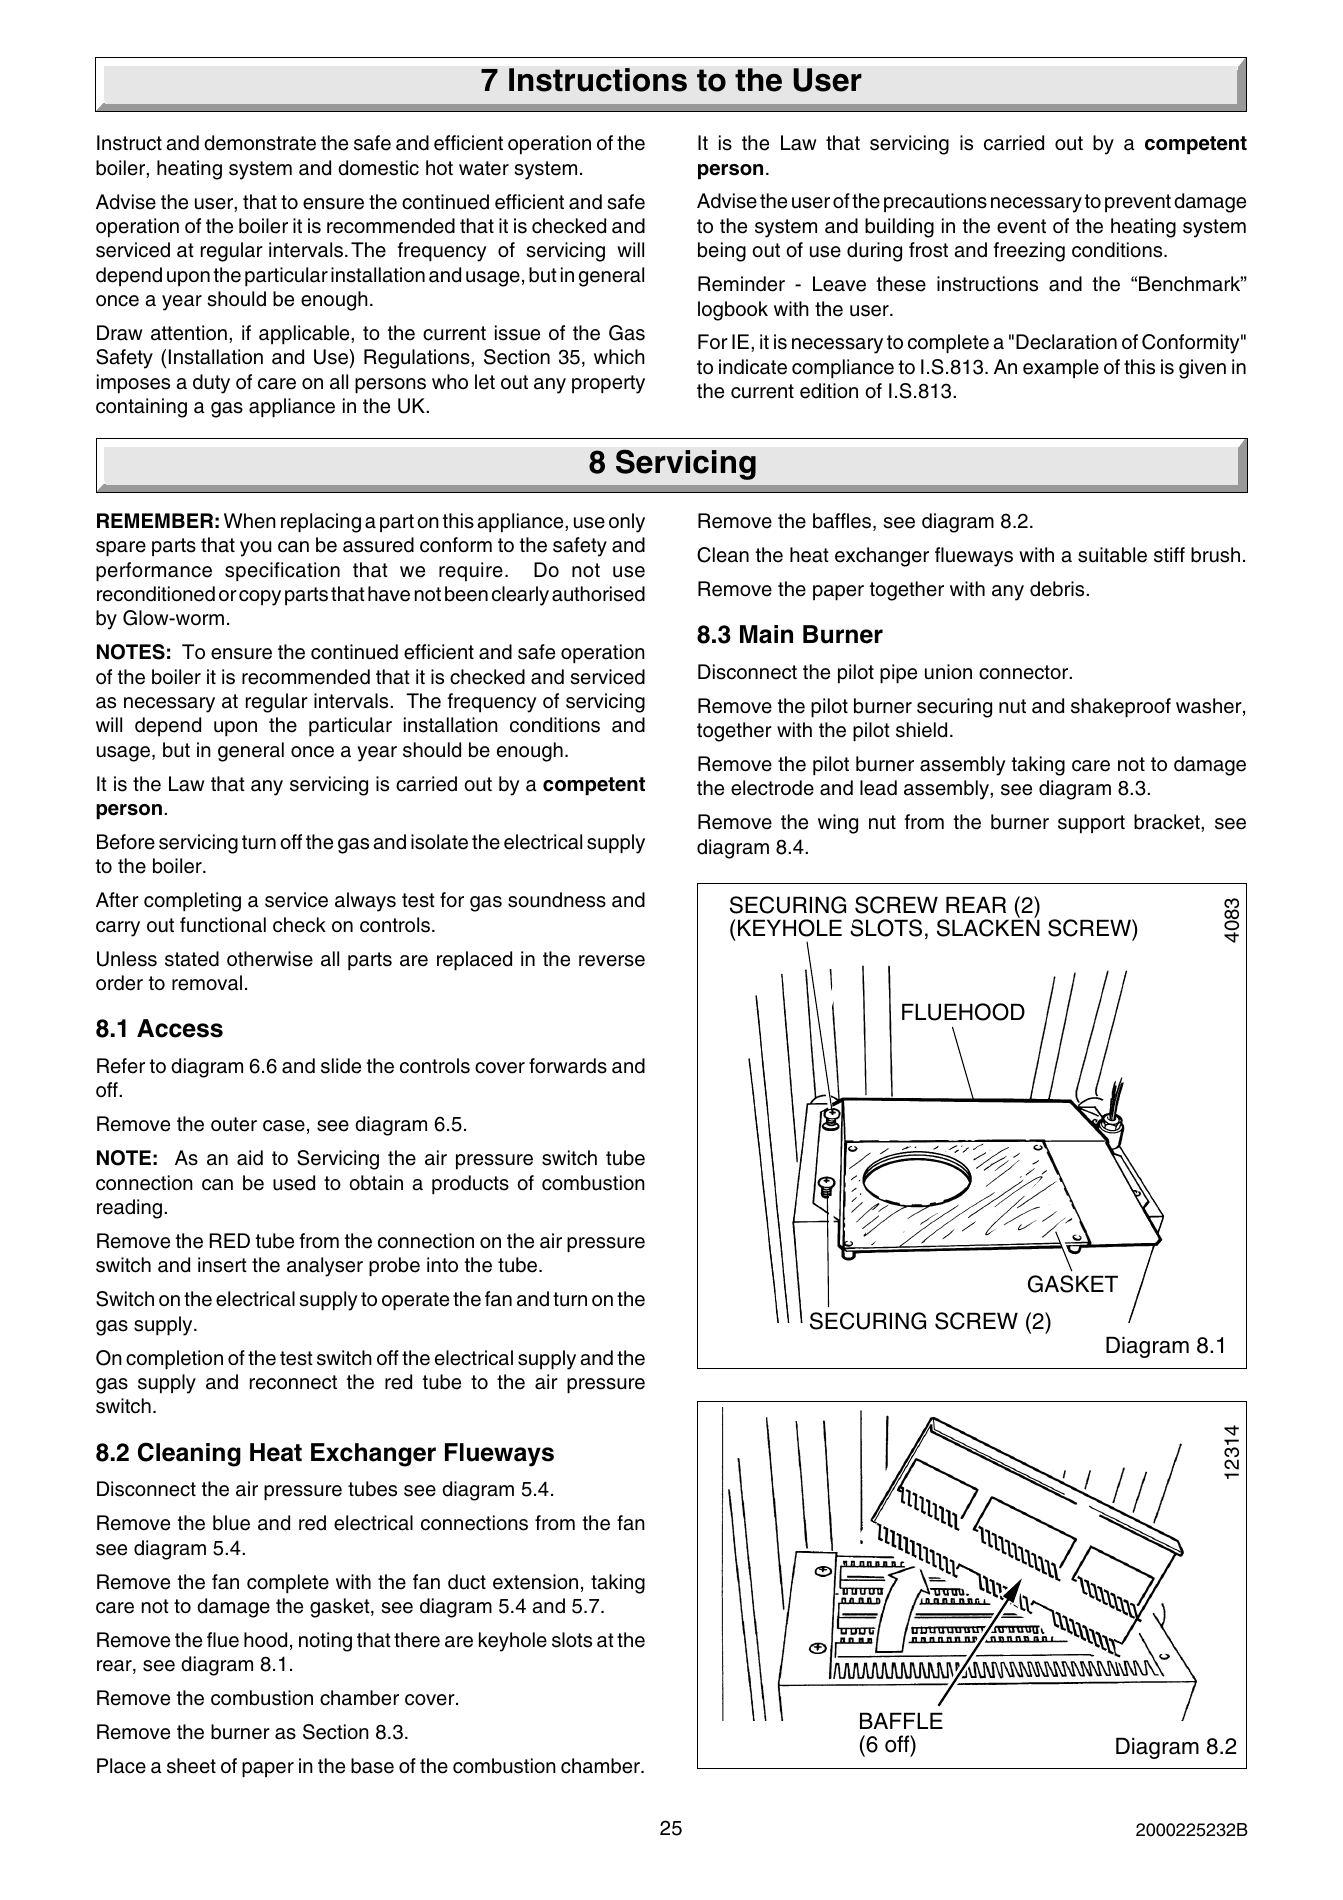 7 Instructions to the User
Instruct and demonstrate the safe and efficient operation of the
boiler, heating system and domestic hot water system.
Advise the user, that to ensure the continued efficient and safe
operation of the boiler it is recommended that it is checked and
serviced at regular intervals.The frequency of servicing will
depend upon the particular installation and usage, but in general
once a year should be enough.
Draw attention, if applicable, to the current issue of the Gas
Safety (Installation and Use) Regulations, Section 35, which
imposes a duty of care on all persons who let out any property
containing a gas appliance in the UK.
It is the Law that servicing is carried out by a competent
person.
Advise the user of the precautions necessary to prevent damage
to the system and building in the event of the heating system
being out of use during frost and freezing conditions.
Reminder - Leave these instructions and the “Benchmark”
logbook with the user.
For IE, it is necessary to complete a "Declaration of Conformity"
to indicate compliance to I.S.813. An example of this is given in
the current edition of I.S.813.
8 Servicing
REMEMBER: When replacing a part on this appliance, use only
spare parts that you can be assured conform to the safety and
performance specification that we require. Do not use
reconditioned or copy parts that have not been clearly authorised
by Glow-worm.
NOTES: To ensure the continued efficient and safe operation
of the boiler it is recommended that it is checked and serviced
as necessary at regular intervals. The frequency of servicing
will depend upon the particular installation conditions and
usage, but in general once a year should be enough.
It is the Law that any servicing is carried out by a competent
person.
Before servicing turn off the gas and isolate the electrical supply
to the boiler.
After completing a service always test for gas soundness and
carry out functional check on controls.
Unless stated otherwise all parts are replaced in the reverse
order to removal.
8.1 Access
Refer to diagram 6.6 and slide the controls cover forwards and
off.
Remove the outer case, see diagram 6.5.
NOTE: As an aid to Servicing the air pressure switch tube
connection can be used to obtain a products of combustion
reading.
Remove the RED tube from the connection on the air pressure
switch and insert the analyser probe into the tube.
Switch on the electrical supply to operate the fan and turn on the
gas supply.
On completion of the test switch off the electrical supply and the
gas supply and reconnect the red tube to the air pressure
switch.
8.2 Cleaning Heat Exchanger Flueways
Disconnect the air pressure tubes see diagram 5.4.
Remove the blue and red electrical connections from the fan
see diagram 5.4.
Remove the fan complete with the fan duct extension, taking
care not to damage the gasket, see diagram 5.4 and 5.7.
Remove the flue hood, noting that there are keyhole slots at the
rear, see diagram 8.1.
Remove the combustion chamber cover.
Remove the burner as Section 8.3.
Place a sheet of paper in the base of the combustion chamber.
Remove the baffles, see diagram 8.2.
Clean the heat exchanger flueways with a suitable stiff brush.
Remove the paper together with any debris.
8.3 Main Burner
Disconnect the pilot pipe union connector.
Remove the pilot burner securing nut and shakeproof washer,
together with the pilot shield.
Remove the pilot burner assembly taking care not to damage
the electrode and lead assembly, see diagram 8.3.
Remove the wing nut from the burner support bracket, see
diagram 8.4.
SECURING SCREW REAR (2)
(KEYHOLE SLOTS, SLACKEN SCREW)
4083
FLUEHOOD
GASKET
SECURING SCREW (2)
Diagram 8.1
12314
BAFFLE
(6 off)
Diagram 8.2
25
2000225232B